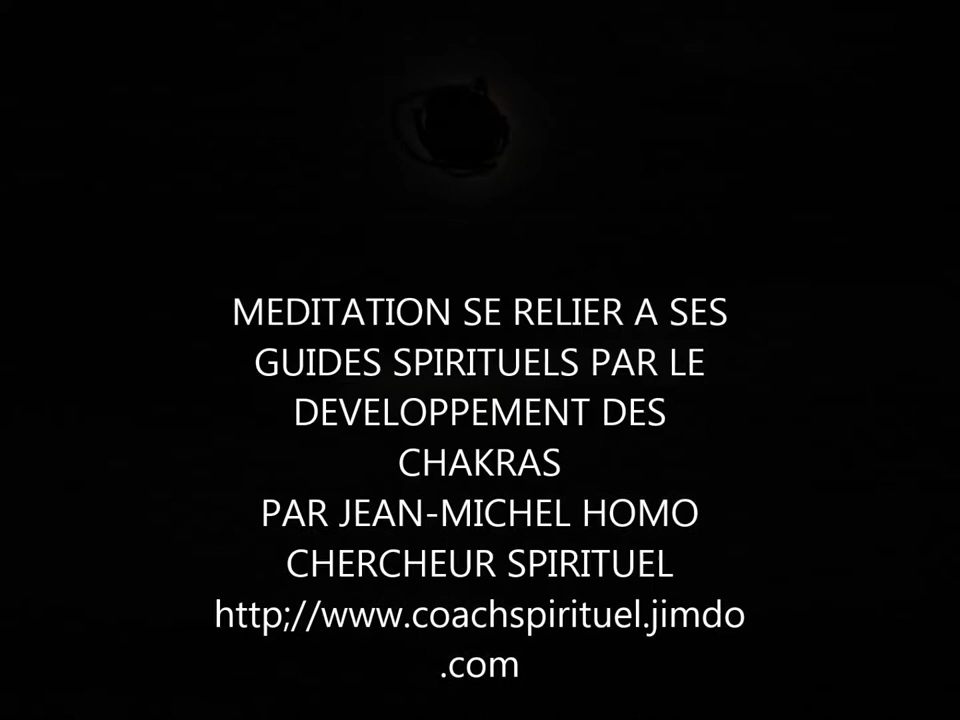 MEDITATION SE RELIER A SES
GUIDES SPIRITUELS PAR LE
DEVELOPPEMENT DES
CHAKRAS
PAR JEAN-MICHEL HOMO
CHERCHEUR SPIRITUEL
http;//www.coachspirituel.jimdo
.com